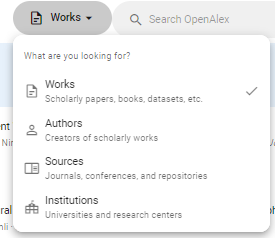 Works
Search OpenAlex
What are you looking for?
Works
Scholarly papers, books, datasets, etc.
Authors
Creators of scholarly works
Sources
Journals, conferences, and repositories
Institutions
Universities and research centers